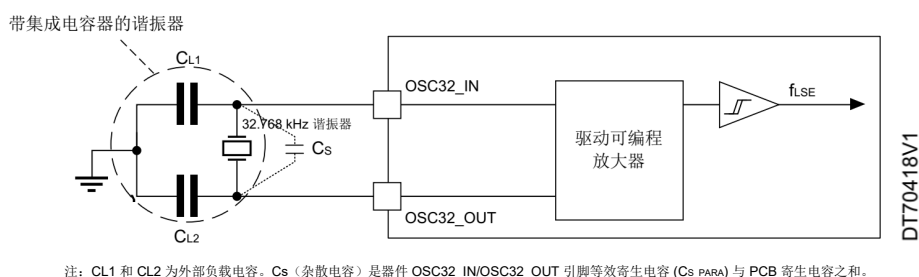 带集成电容器的谐振器
CL1
OSC32_IN
fLSE
32.768 kHz 谐振器
CS
驱动可编程
放大器
OSC32_OUT
CL2
DT70418V1
注：CL1 和 CL2 为外部负载电容。Cs（杂散电容）是器件 OSC32_IN/OSC32_OUT 引脚等效寄生电容 (CS PARA) 与 PCB 寄生电容之和。